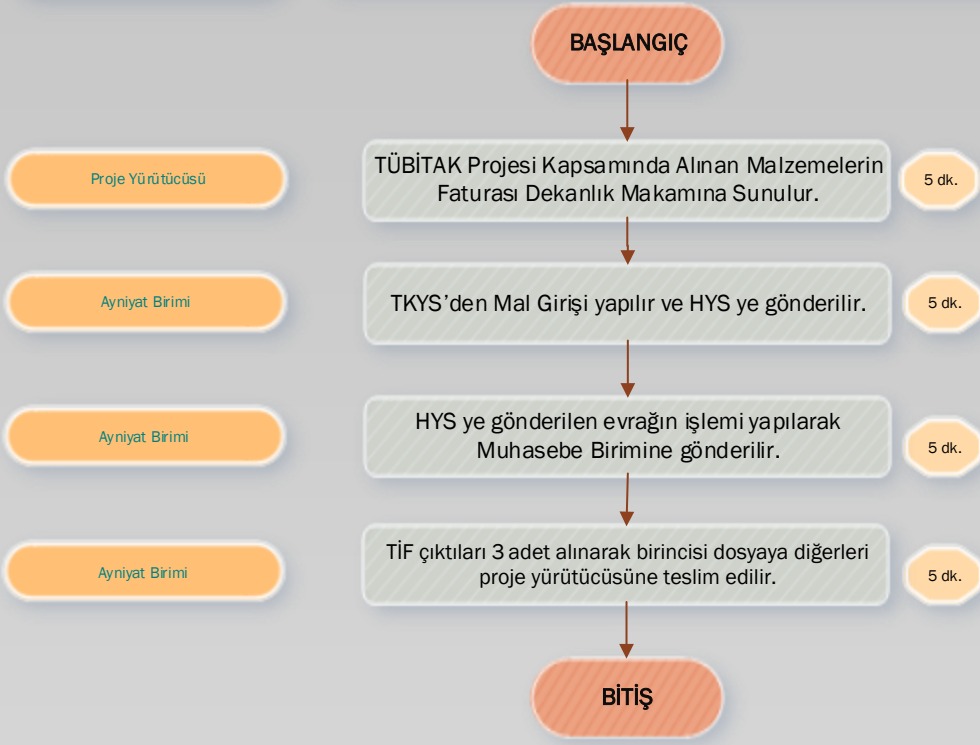 BAŞLANGIÇ
Proje Yürütücüsü
TÜBİTAK Projesi Kapsamında Alınan Malzemelerin
Faturası Dekanlık Makamına Sunulur.
5 dk.
Ayniyat Birimi
TKYS’den Mal Girişi yapılır ve HYS ye gönderilir.
5 dk.
Ayniyat Birimi
HYS ye gönderilen evrağın işlemi yapılarak
Muhasebe Birimine gönderilir.
5 dk.
Ayniyat Birimi
TİF çıktıları 3 adet alınarak birincisi dosyaya diğerleri
proje yürütücüsüne teslim edilir.
5 dk.
BİTİŞ